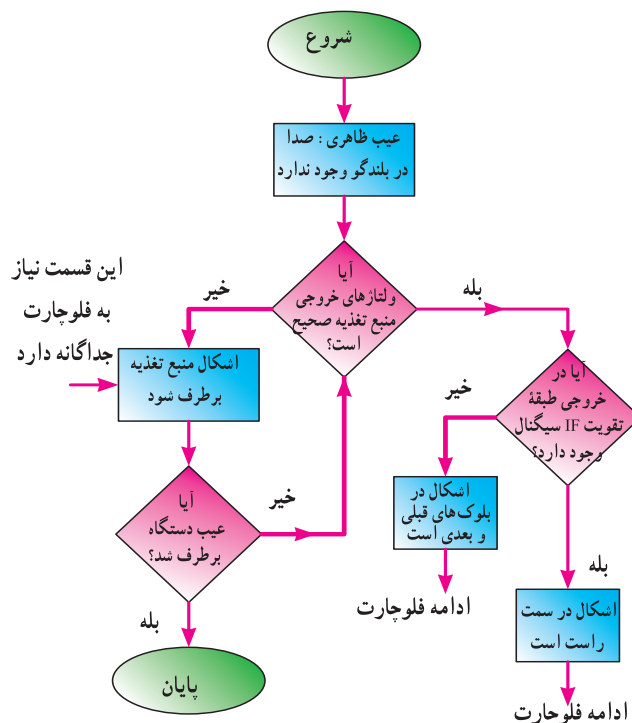 شروع
عیب ظاهری : صدا
در بلندگو وجود ندارد
آیا
ولتاژهای خروجی
منبع تغذیه صحیح
است؟
خیر
بله
این قسمت نیاز
به فلوچارت
جداگانه دارد
اشکال منبع تغذیه
برطرف شود
آیا
عیب دستگاه
برطرف شد؟
خیر
بله
پایان
آیا در
خروجی طبقۀ
تقویت IF سیگنال
وجود دارد؟
خیر
اشکال در
بلوک‌های قبلی
و بعدی است
ادامه فلوچارت
بله
اشکال در سمت
راست است
ادامه فلوچارت